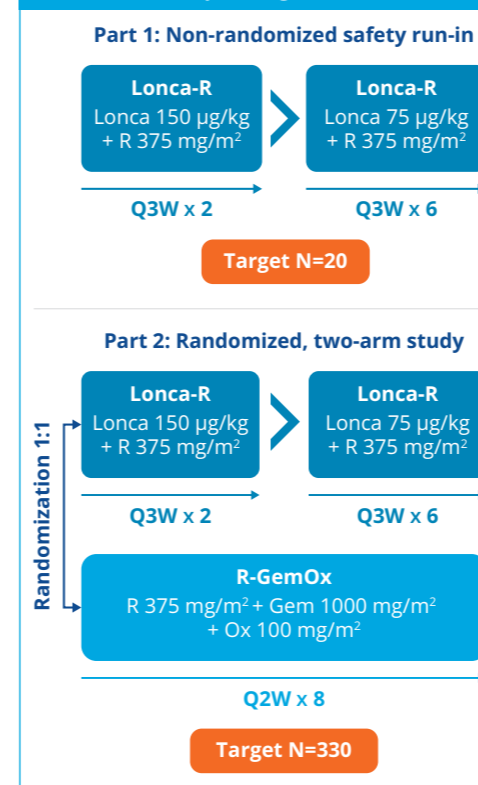 Part 1: Non-randomized safety run-in
Lonca-R
Lonca 150 µg/kg
+ R 375 mg/m²
Lonca-R
Lonca 75 µg/kg
+ R 375 mg/m²
Q3W x 2
Q3W x 6
Target N=20
Part 2: Randomized, two-arm study
Randomization 1:1
Lonca-R
Lonca 150 µg/kg
+ R 375 mg/m²
Lonca-R
Lonca 75 µg/kg
+ R 375 mg/m²
Q3W x 2
Q3W x 6
R-GemOx
R 375 mg/m² + Gem 1000 mg/m²
+ Ox 100 mg/m²
Q2W x 8
Target N=330